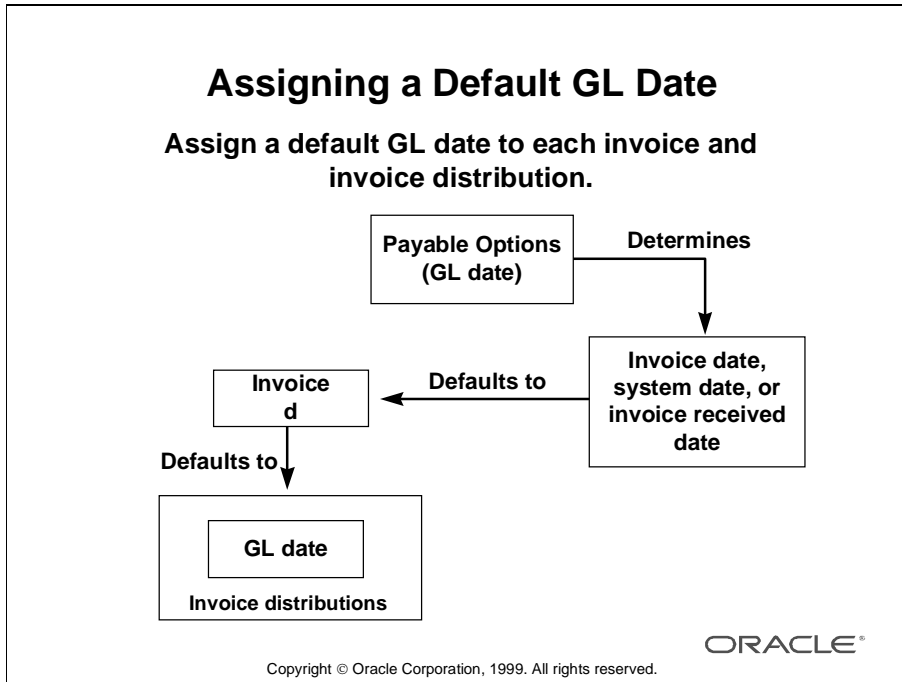 Assigning a Default GL Date
Assign a default GL date to each invoice and
invoice distribution.
Payable Options
(GL date)
Determines
Invoice date,
system date, or
invoice received
date
Defaults to
Invoice
d
Defaults to
GL date
Invoice distributions
ORACLE®
Copyright © Oracle Corporation, 1999. All rights reserved.